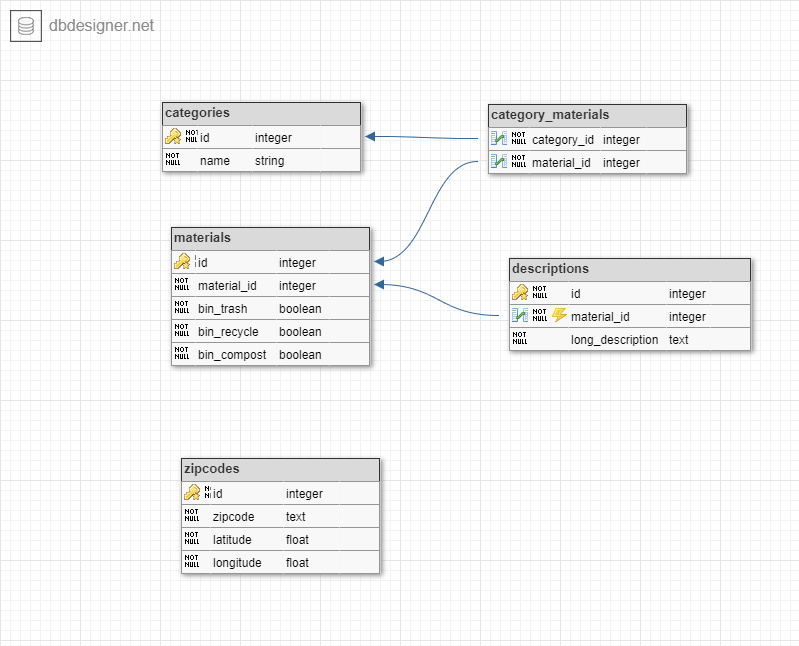 dbdesigner.net
categories
NOT NULL id integer
NOT NULL name string
category_materials
NOT NULL category_id integer
NOT NULL material_id integer
materials
id integer
NOT NULL material_id integer
NOT NULL bin_trash boolean
NOT NULL bin_recycle boolean
NOT NULL bin_compost boolean
descriptions
NOT NULL id integer
NOT NULL material_id integer
NOT NULL long_description text
zipcodes
id integer
NOT NULL zipcode text
NOT NULL latitude float
NOT NULL longitude float